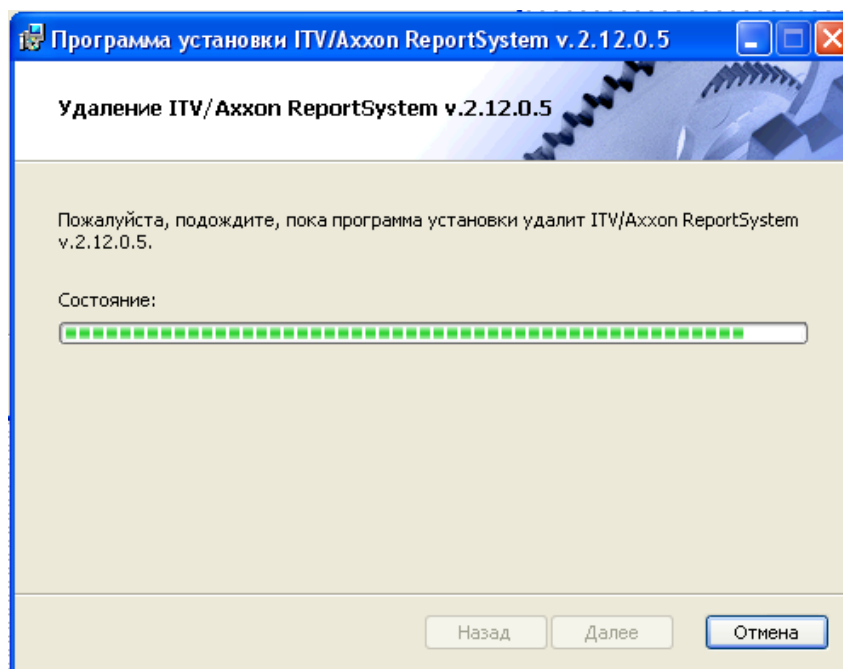 Программа установки ITV/Axxon ReportSystem v.2.12.0.5
Удаление ITV/Axxon ReportSystem v.2.12.0.5
Пожалуйста, подождите, пока программа установки удалит ITV/Axxon ReportSystem
v.2.12.0.5.
Состояние:
Назад
Далее
Отмена